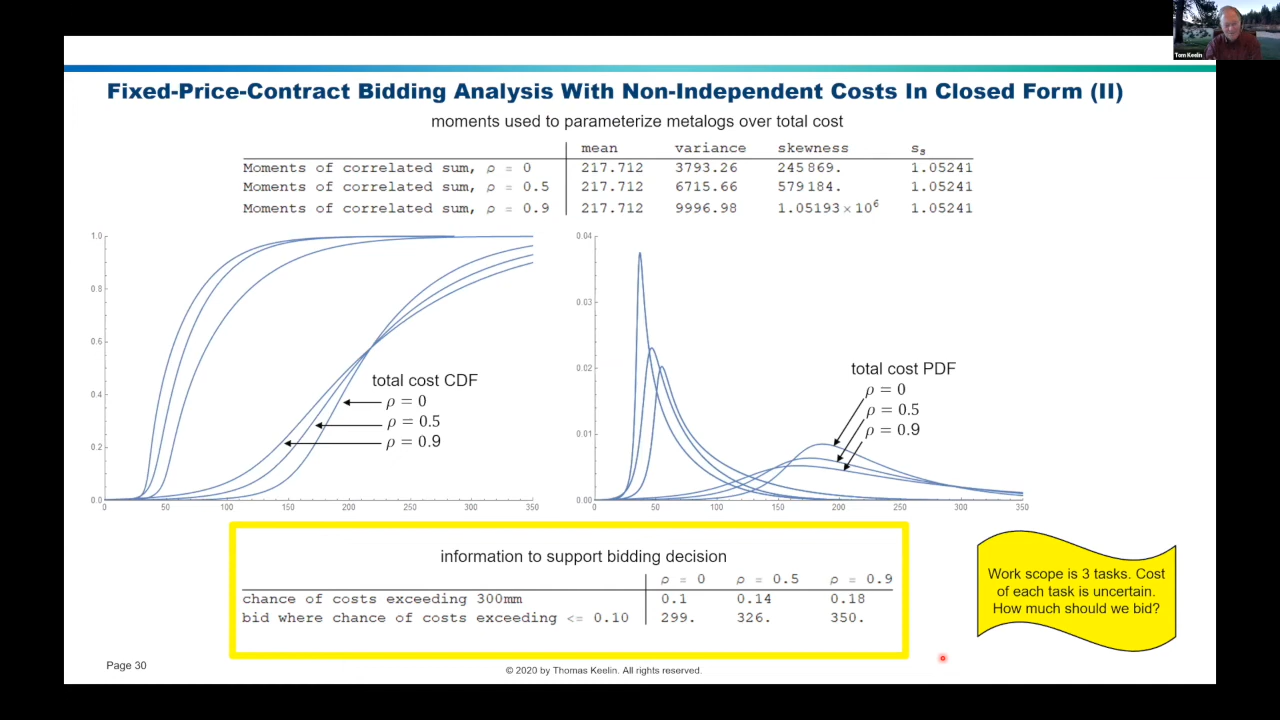 Tom Keelin
Fixed-Price-Contract Bidding Analysis With Non-Independent Costs In Closed Form (II)
moments used to parameterize metalogs over total cost
mean variance skewness s₃
Moments of correlated sum, ρ = 0 217.712 3793.26 245 869. 1.05241
Moments of correlated sum, ρ = 0.5 217.712 6715.66 579 184. 1.05241
Moments of correlated sum, ρ = 0.9 217.712 9996.98 1.05193 × 10⁶ 1.05241
1.0
0.8
0.6
0.4
0.2
0.0
0 50 100 150 200 250 300 350
total cost CDF
ρ = 0
ρ = 0.5
ρ = 0.9
0.04
0.03
0.02
0.01
0.00
0 50 100 150 200 250 300 350
total cost PDF
ρ = 0
ρ = 0.5
ρ = 0.9
information to support bidding decision
ρ = 0 ρ = 0.5 ρ = 0.9
chance of costs exceeding 300mm 0.1 0.14 0.18
bid where chance of costs exceeding <= 0.10 299. 326. 350.
Work scope is 3 tasks. Cost
of each task is uncertain.
How much should we bid?
Page 30
© 2020 by Thomas Keelin. All rights reserved.